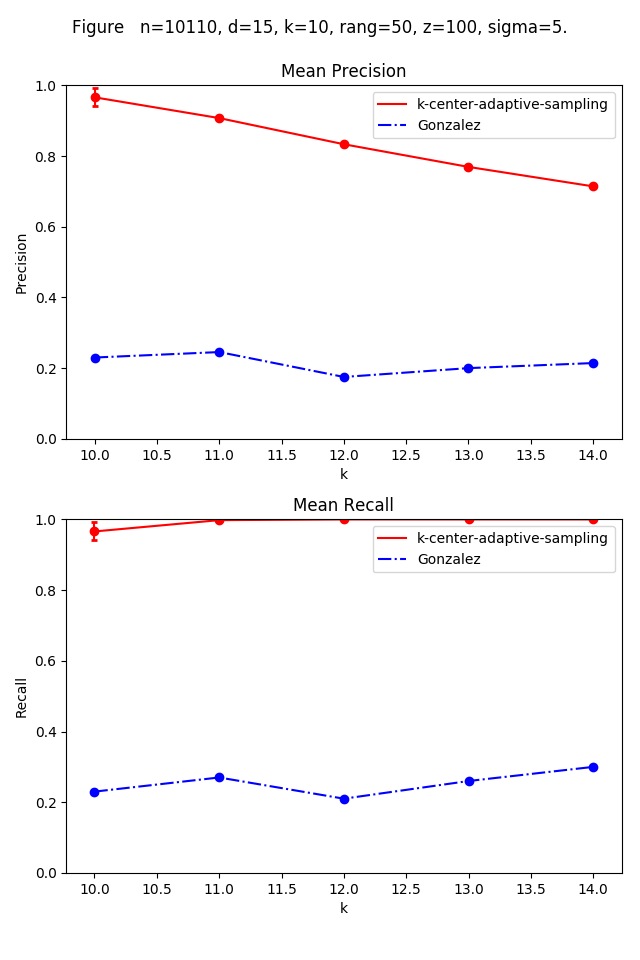 Figure   n=10110, d=15, k=10, rang=50, z=100, sigma=5.
Mean Precision
1.0
0.8
0.6
0.4
0.2
0.0
Precision
k-center-adaptive-sampling
Gonzalez
10.0 10.5 11.0 11.5 12.0 12.5 13.0 13.5 14.0
k
Mean Recall
1.0
0.8
0.6
0.4
0.2
0.0
Recall
k-center-adaptive-sampling
Gonzalez
10.0 10.5 11.0 11.5 12.0 12.5 13.0 13.5 14.0
k